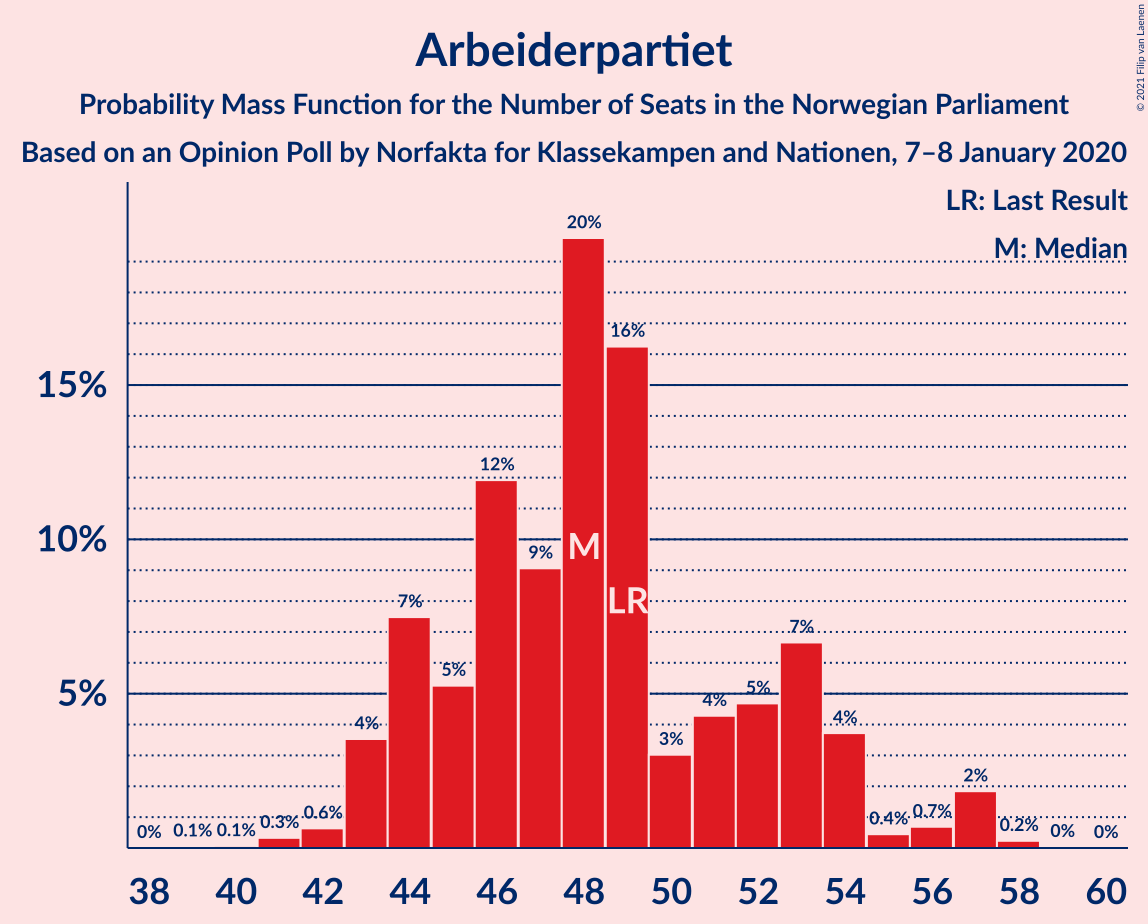 Arbeiderpartiet
Probability Mass Function for the Number of Seats in the Norwegian Parliament
Based on an Opinion Poll by Norfakta for Klassekampen and Nationen, 7–8 January 2020
© 2021 Filip van Laenen
LR: Last Result
M: Median
15%
10%
5%
0%
0.1%
0.1%
0.3%
0.6%
4%
7%
5%
12%
9%
20%
16%
3%
4%
5%
7%
4%
0.4%
0.7%
2%
0.2%
0%
0%
M
LR
38 40 42 44 46 48 50 52 54 56 58 60